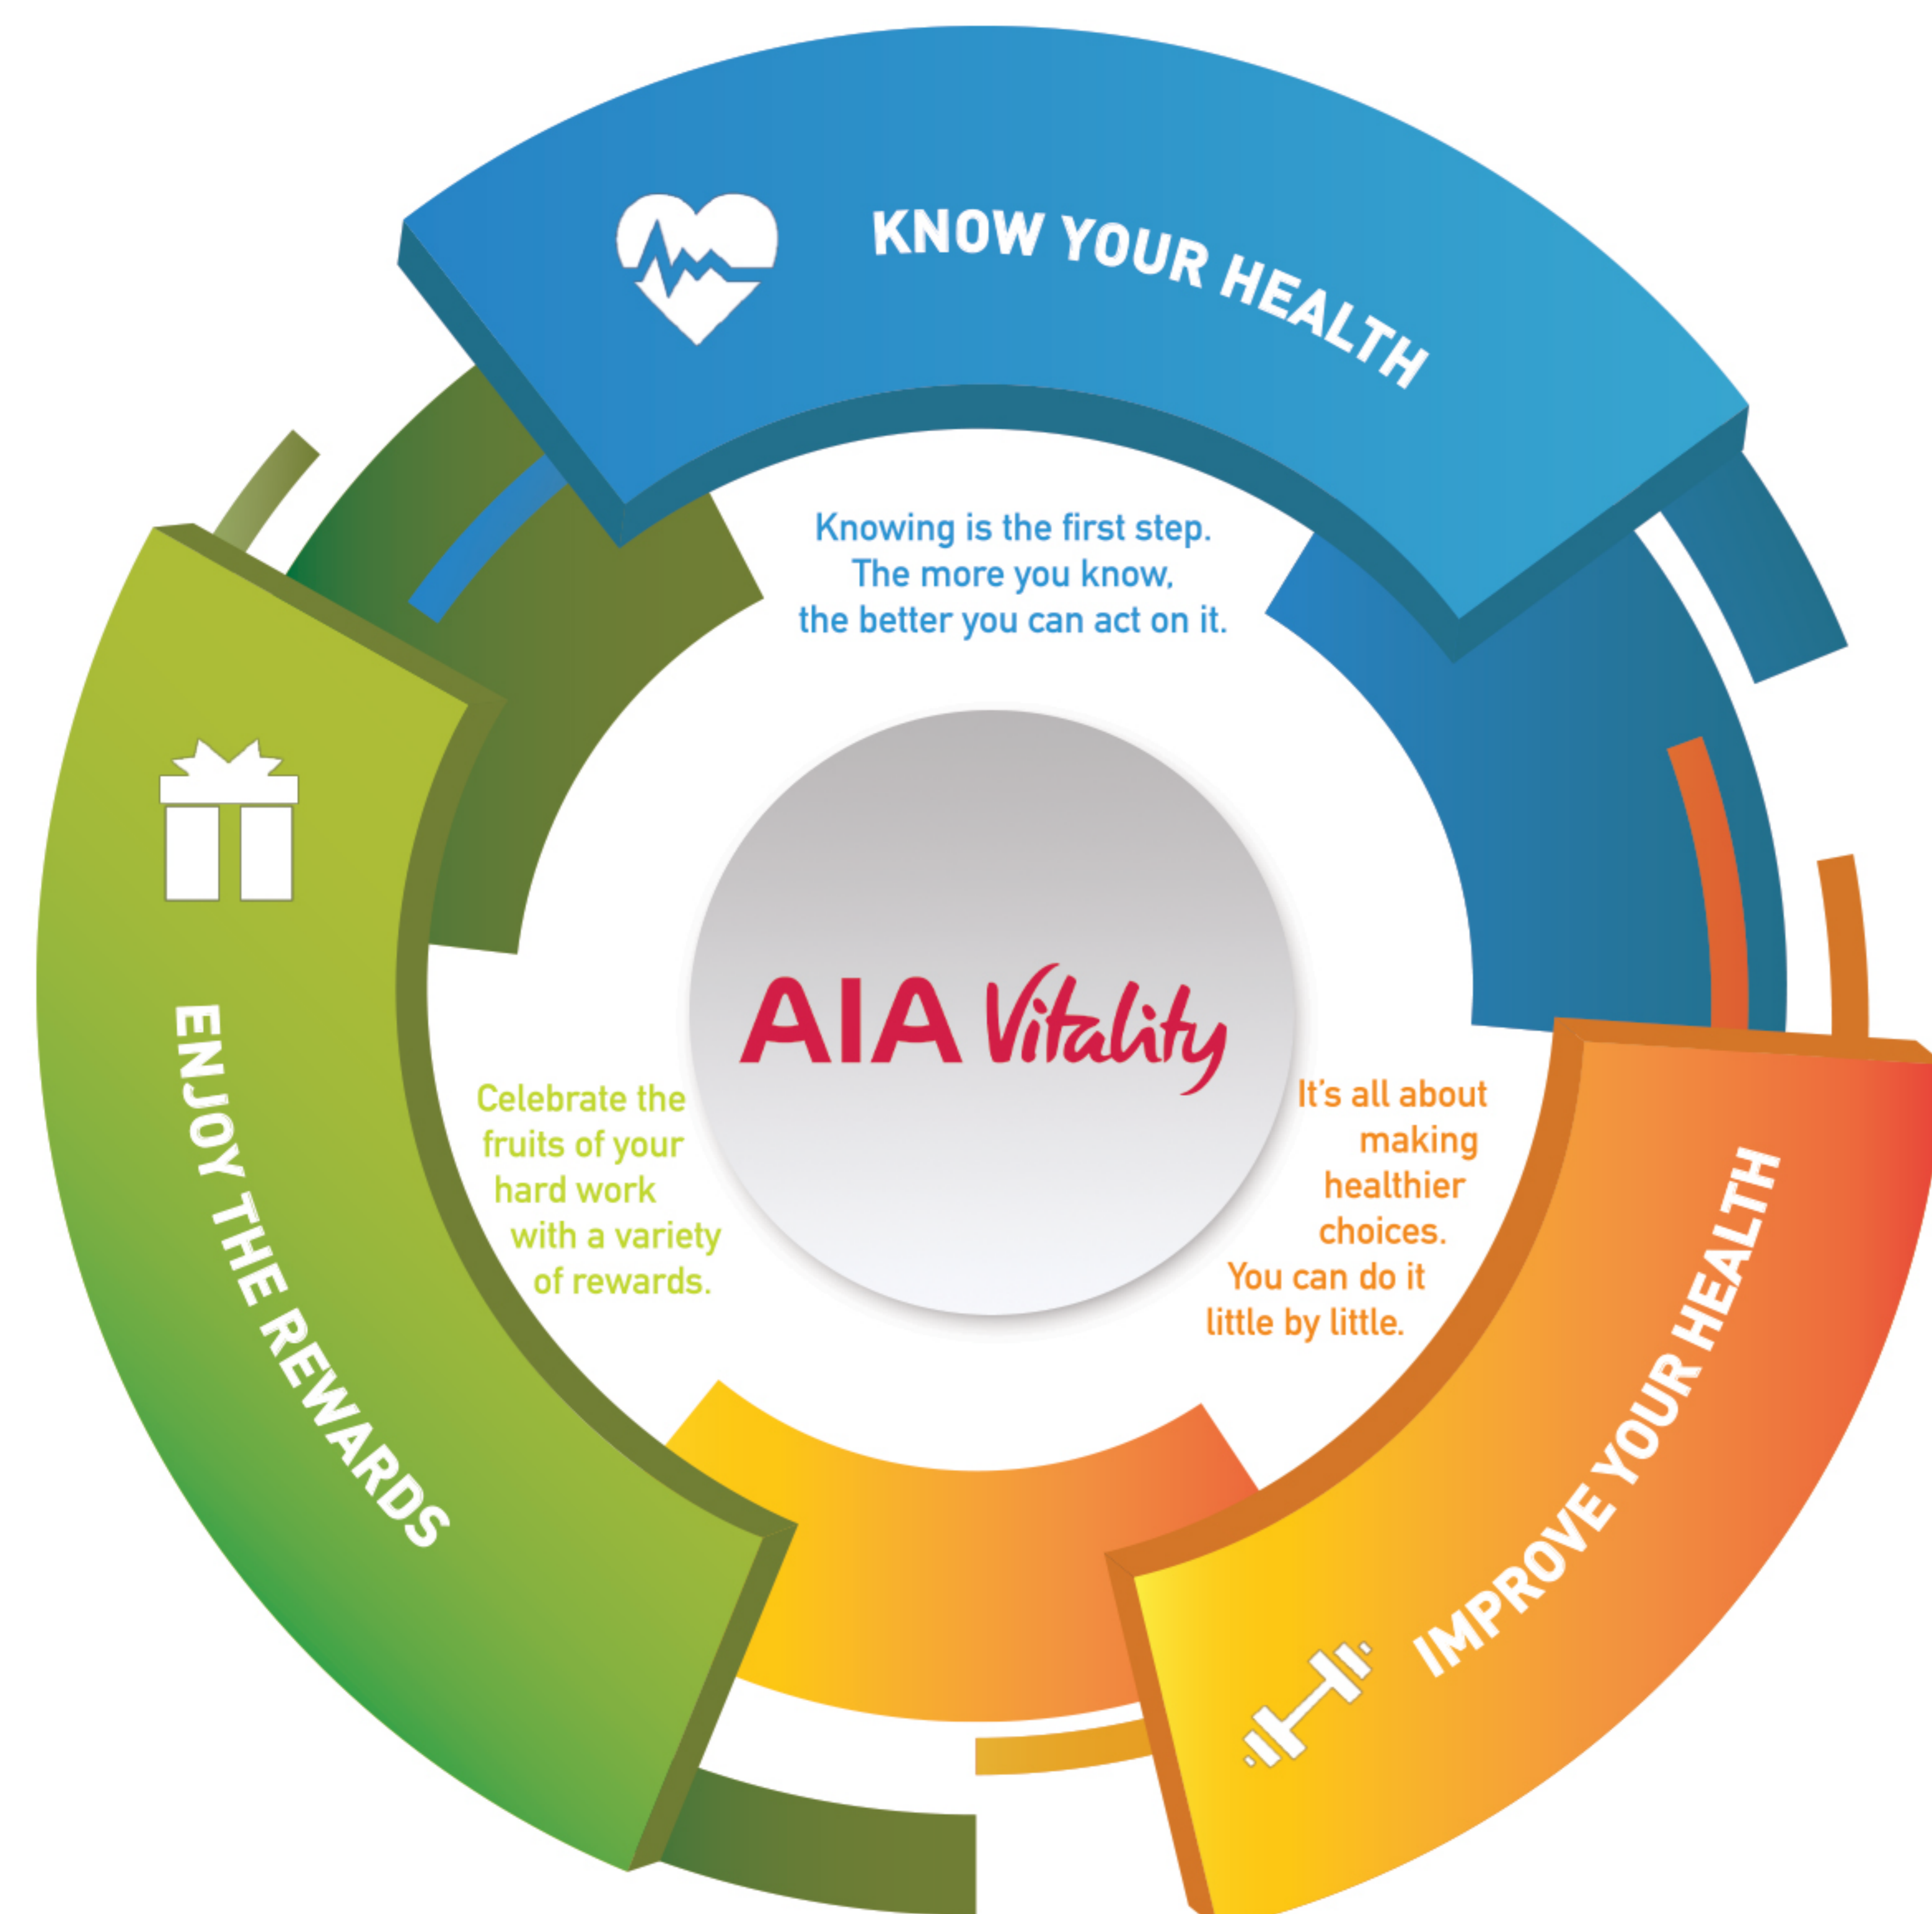 KNOW YOUR HEALTH
Knowing is the first step.
The more you know,
the better you can act on it.
AIA Vitality
It's all about
making
healthier
choices.
You can do it
little by little.
IMPROVE YOUR HEALTH
Celebrate the
fruits of your
hard work
with a variety
of rewards.
ENJOY THE REWARDS